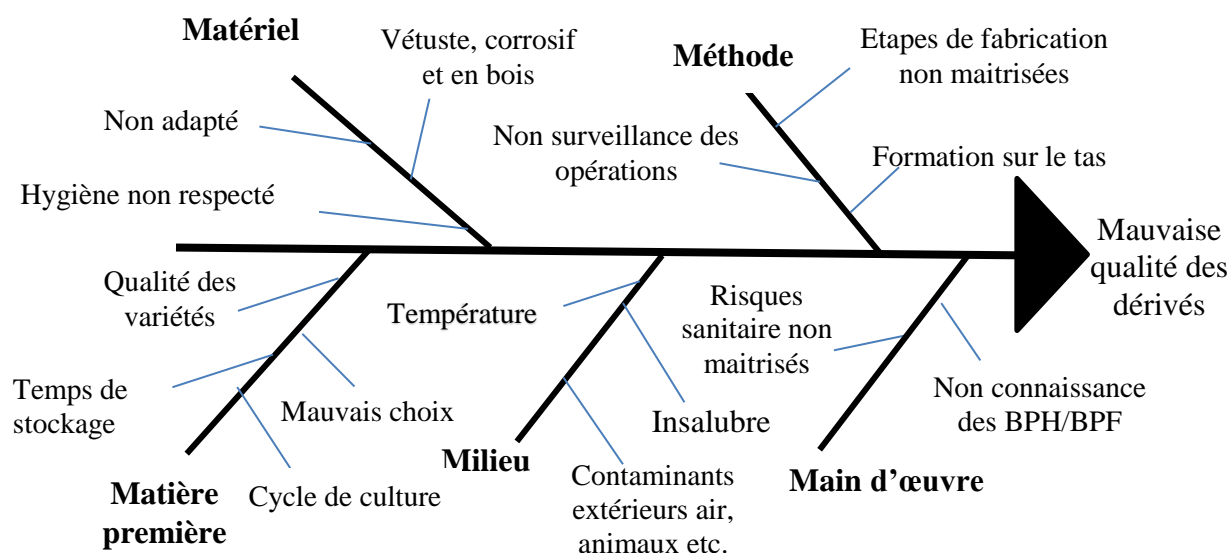 Matériel
Vétuste, corrosif
et en bois
Non adapté
Hygiène non respecté
Méthode
Etapes de fabrication
non maitrisées
Non surveillance des
opérations
Formation sur le tas
Mauvaise
qualité des
dérivés
Qualité des
variétés
Temps de
stockage
Mauvais choix
Cycle de culture
Matière
première
Température
Insalubre
Contaminants
extérieurs air,
animaux etc.
Milieu
Risques
sanitaire non
maitrisés
Non connaissance
des BPH/BPF
Main d’œuvre